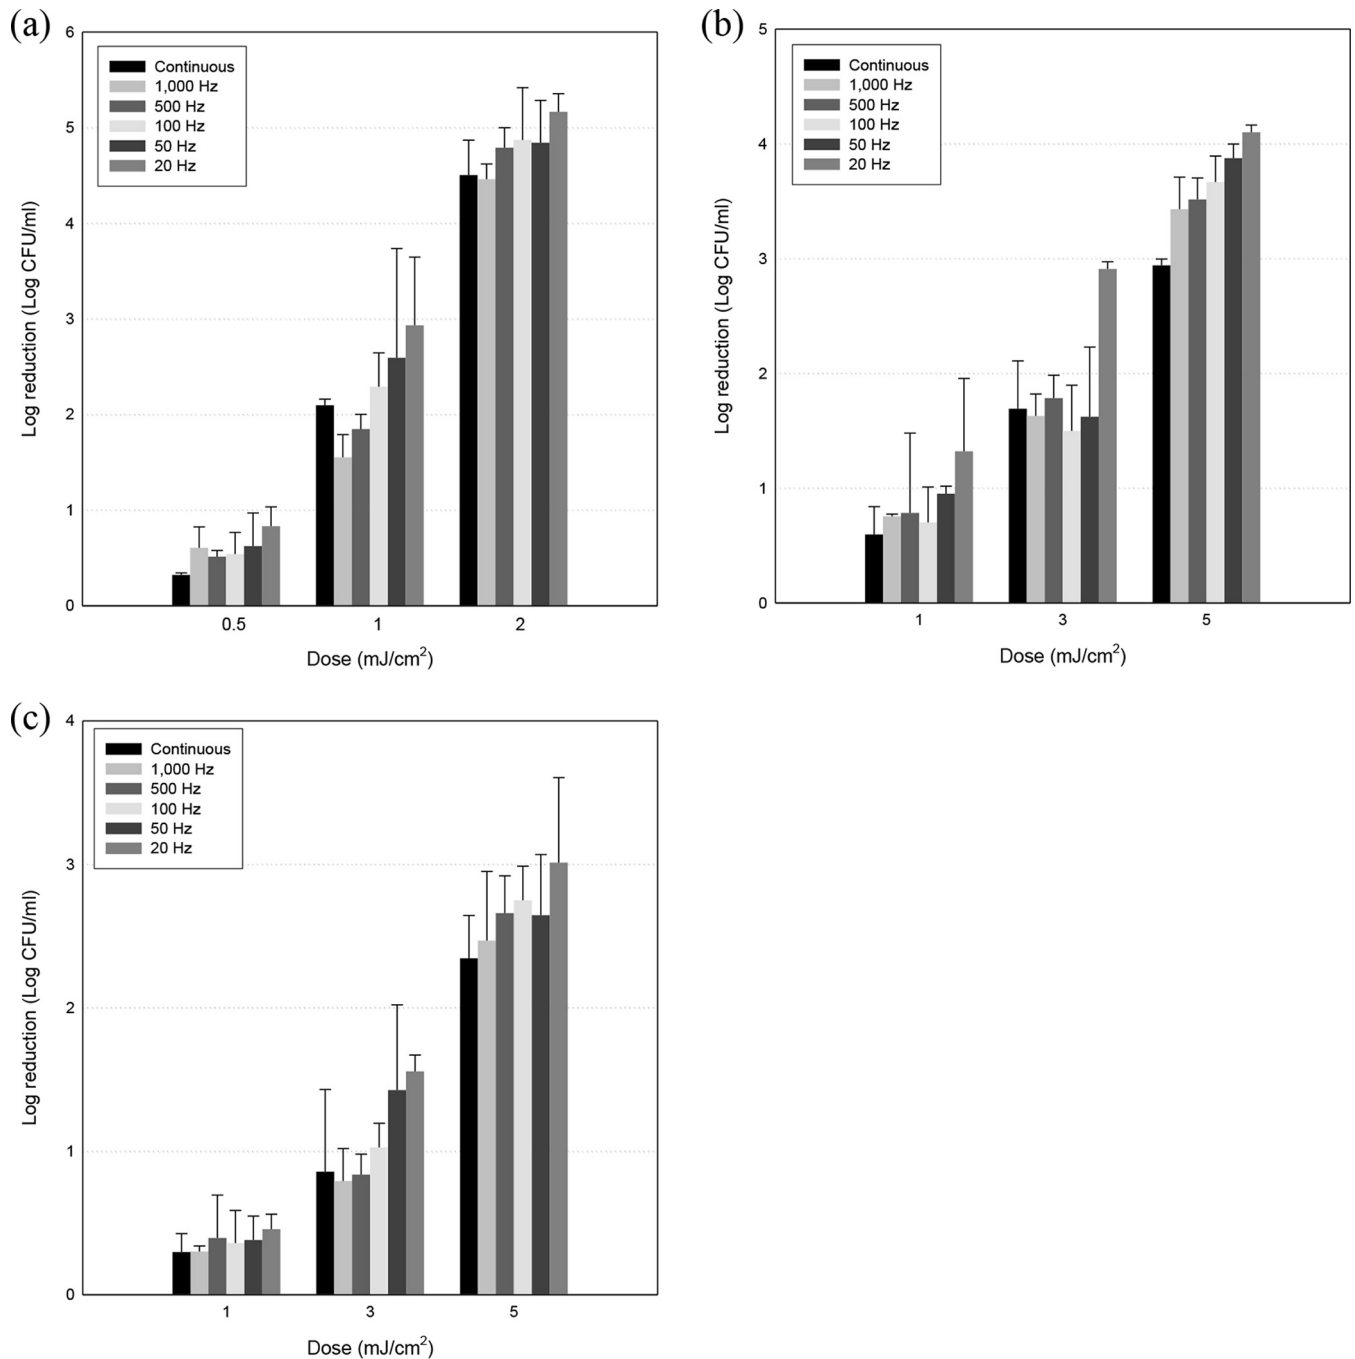 (a)
6
5
4
3
2
1
0
Log reduction (Log CFU/ml)
Continuous
1,000 Hz
500 Hz
100 Hz
50 Hz
20 Hz
0.5 1 2
Dose (mJ/cm²)
(b)
5
4
3
2
1
0
Log reduction (Log CFU/ml)
Continuous
1,000 Hz
500 Hz
100 Hz
50 Hz
20 Hz
1 3 5
Dose (mJ/cm²)
(c)
4
3
2
1
0
Log reduction (Log CFU/ml)
Continuous
1,000 Hz
500 Hz
100 Hz
50 Hz
20 Hz
1 3 5
Dose (mJ/cm²)